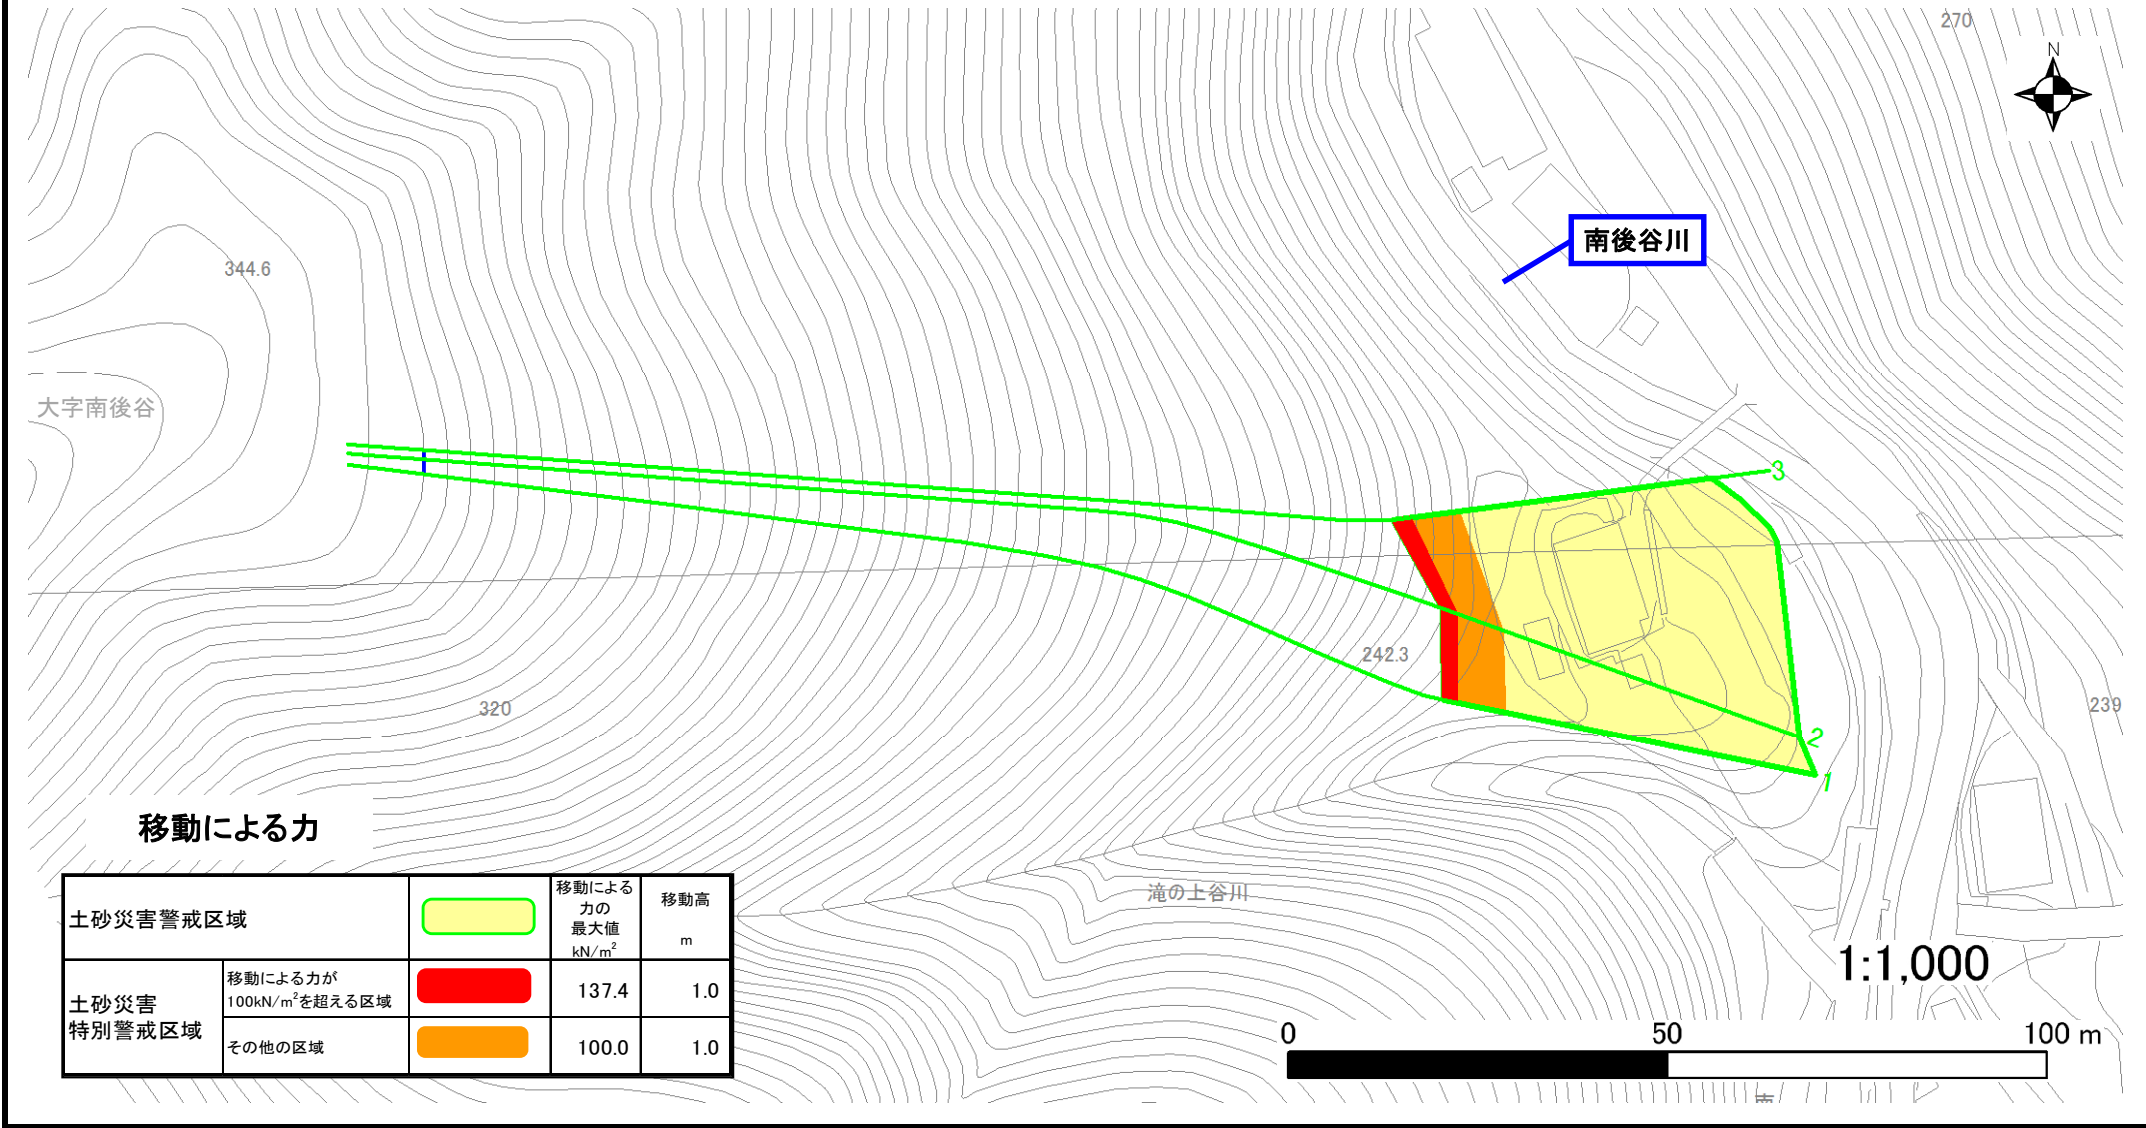 270
N
南後谷川
344.6
大字南後谷
3
242.3
320
239
2
1
移動による力
滝の上谷川
土砂災害警戒区域
移動による
力の
最大値
kN/m²
移動高
m
土砂災害
特別警戒区域
移動による力が
100kN/m²を超える区域
137.4
1.0
その他の区域
100.0
1.0
1:1,000
0
50
100 m